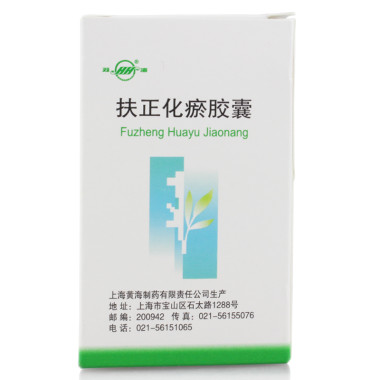 HH
扶正化瘀胶囊
Fuzheng Huayu Jiaonang
上海黄海制药有限责任公司生产
地 址：上海市宝山区石太路1288号
邮 编：200942 传 真：021-56155076
电 话：021-56151065